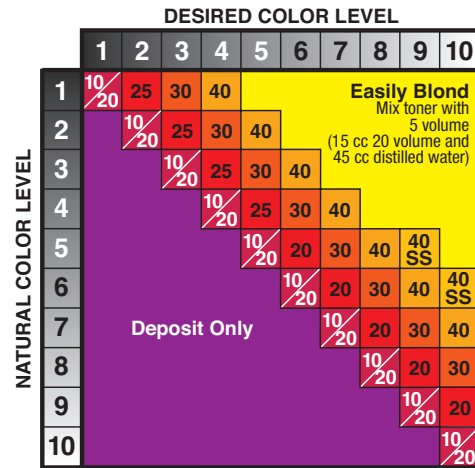 DESIRED COLOR LEVEL
1 2 3 4 5 6 7 8 9 10
NATURAL COLOR LEVEL
1 10/20 25 30 40
Easily Blond
Mix toner with
5 volume
(15 cc 20 volume and
45 cc distilled water)
2 10/20 25 30 40
3 10/20 25 30 40
4 10/20 25 30 40
5 10/20 20 30 40 40 SS
6 10/20 20 30 40 40 SS
7 10/20 20 30 40
Deposit Only
8 10/20 20 30
9 10/20 20
10 10/20